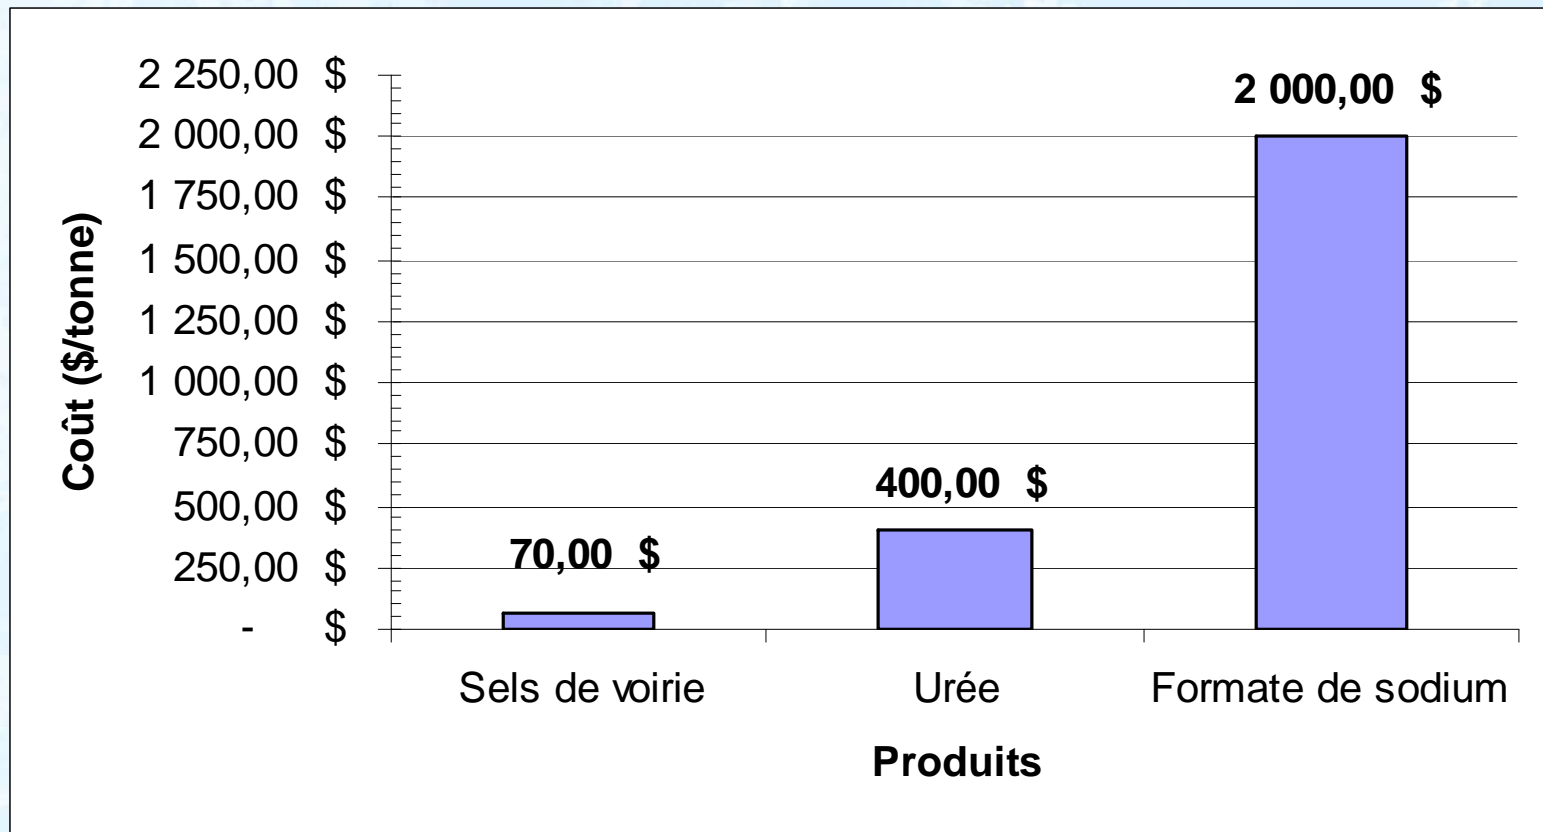 2 250,00 $
2 000,00 $
1 750,00 $
1 500,00 $
1 250,00 $
1 000,00 $
750,00 $
500,00 $
250,00 $
- $
Coût ($/tonne)
70,00 $
400,00 $
2 000,00 $
Sels de voirie
Urée
Formate de sodium
Produits